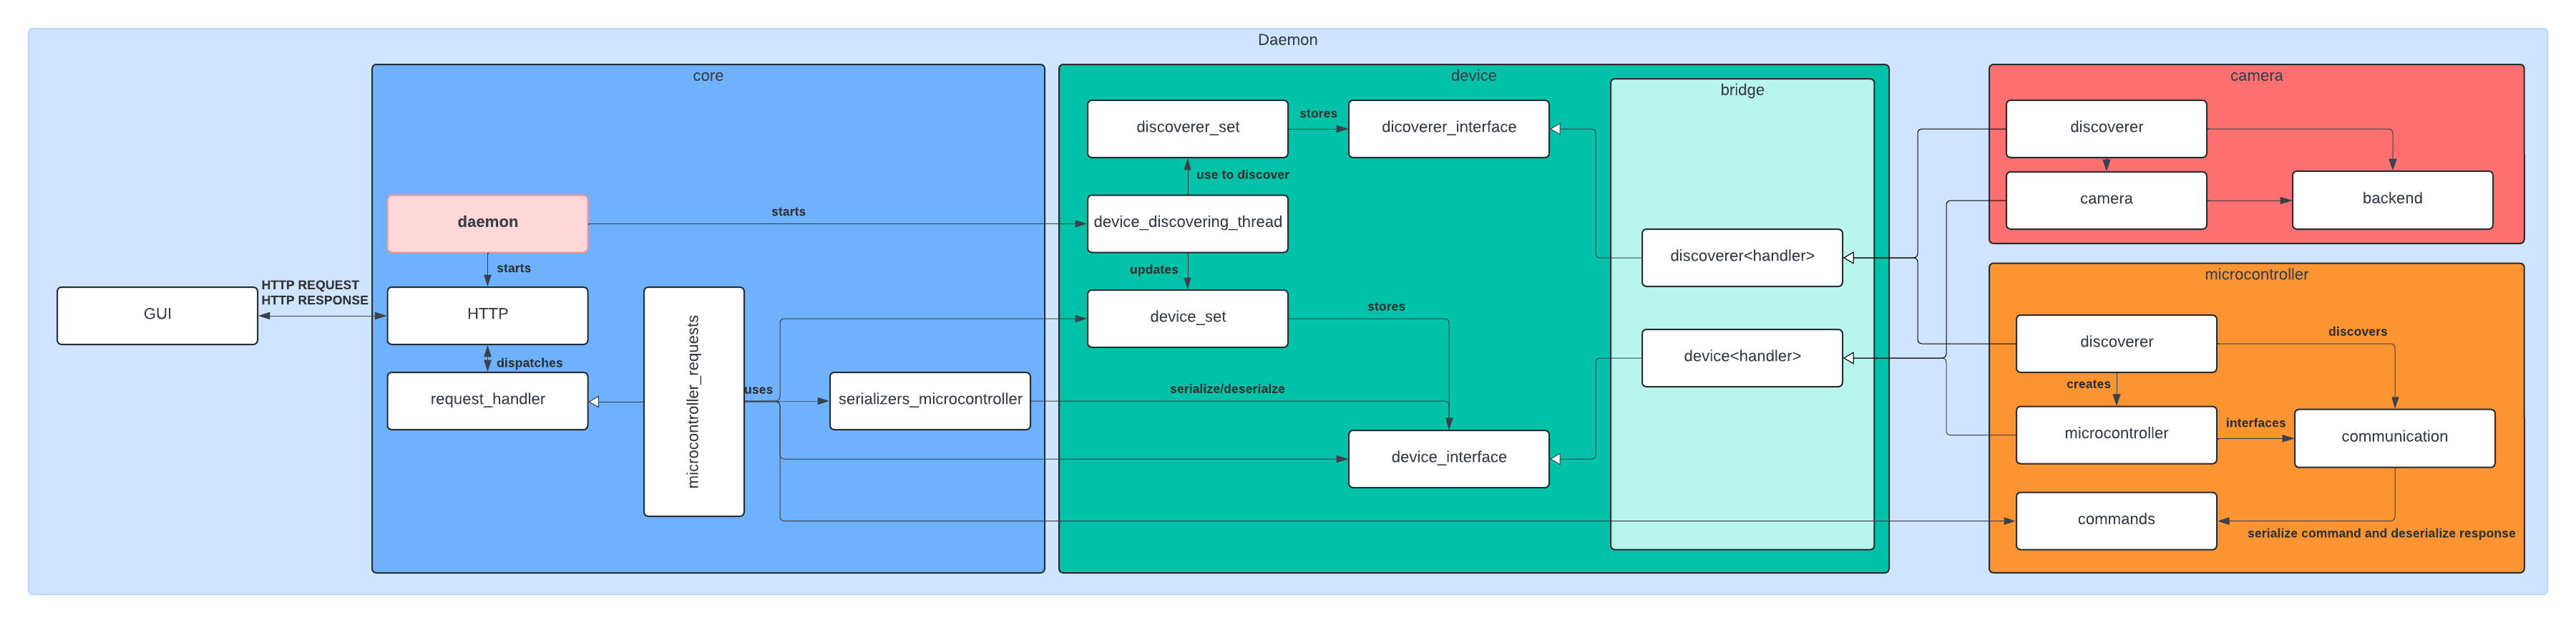 Daemon
core
device
camera
bridge
discoverer_set
stores
dicoverer_interface
discoverer
use to discover
daemon
starts
device_discovering_thread
camera
backend
starts
updates
discoverer<handler>
HTTP REQUEST
HTTP RESPONSE
microcontroller
GUI
HTTP
microcontroller_requests
device_set
stores
discoverer
discovers
dispatches
device<handler>
request_handler
uses
serializers_microcontroller
serialize/deserialze
creates
microcontroller
interfaces
communication
device_interface
commands
serialize command and deserialize response